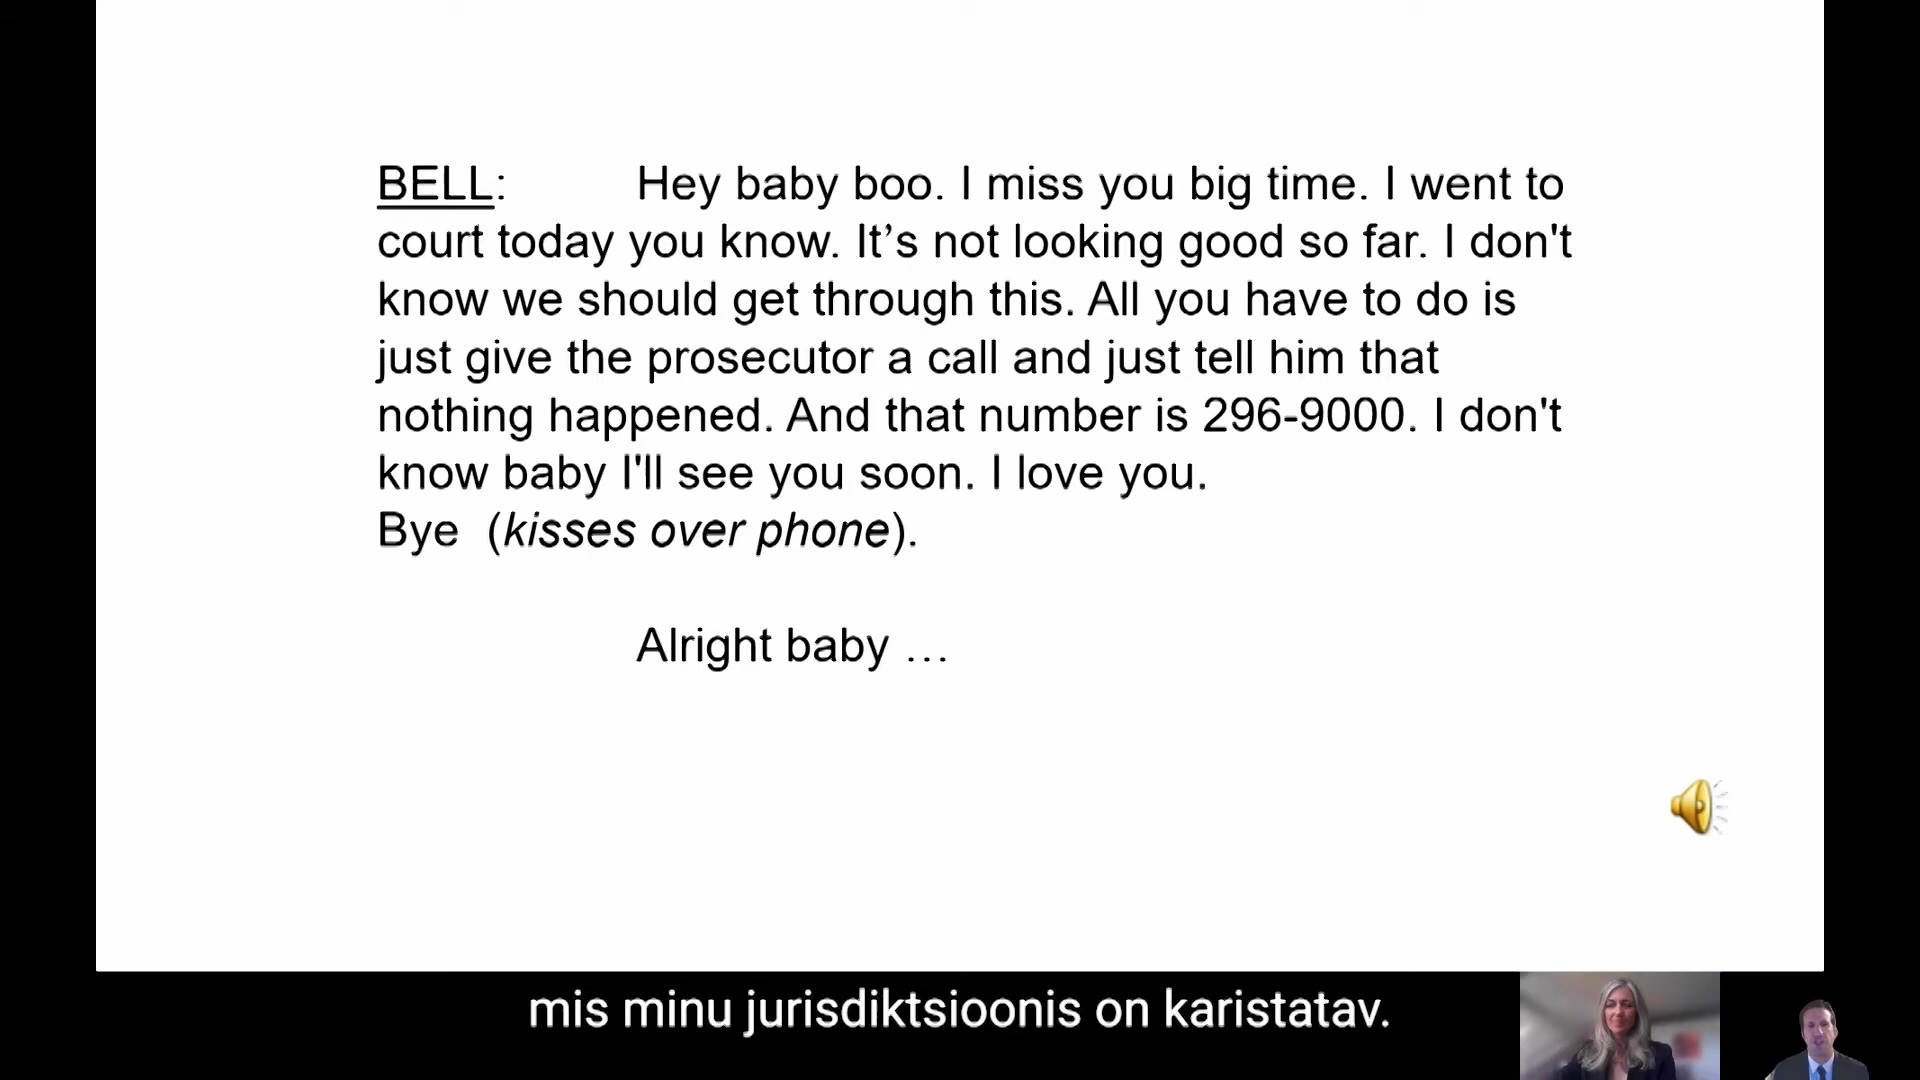 BELL: Hey baby boo. I miss you big time. I went to
court today you know. It’s not looking good so far. I don't
know we should get through this. All you have to do is
just give the prosecutor a call and just tell him that
nothing happened. And that number is 296-9000. I don't
know baby I'll see you soon. I love you.
Bye (kisses over phone).
Alright baby …
mis minu jurisdiktsioonis on karistatav.